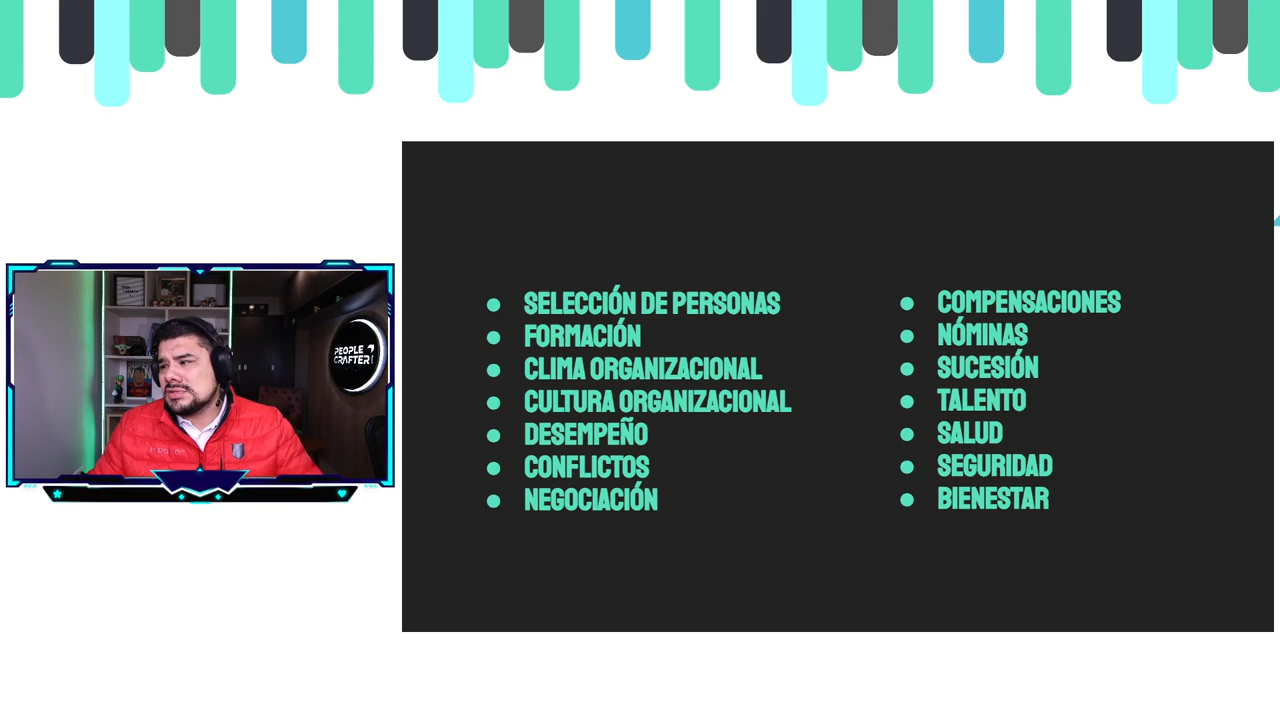 SELECCIÓN DE PERSONAS
FORMACIÓN
CLIMA ORGANIZACIONAL
CULTURA ORGANIZACIONAL
DESEMPEÑO
CONFLICTOS
NEGOCIACIÓN
COMPENSACIONES
NÓMINAS
SUCESIÓN
TALENTO
SALUD
SEGURIDAD
BIENESTAR
PEOPLE
CRAFTER